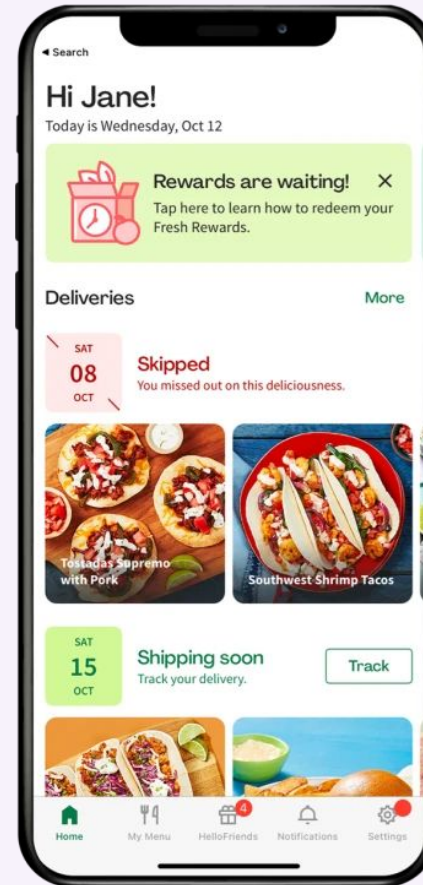 ◀ Search
Hi Jane!
Today is Wednesday, Oct 12
Rewards are waiting!
Tap here to learn how to redeem your
Fresh Rewards.
Deliveries
More
SAT
08
OCT
Skipped
You missed out on this deliciousness.
Tostadas Supremo
with Pork
Southwest Shrimp Tacos
SAT
15
OCT
Shipping soon
Track your delivery.
Track
4
Home
My Menu
HelloFriends
Notifications
Settings